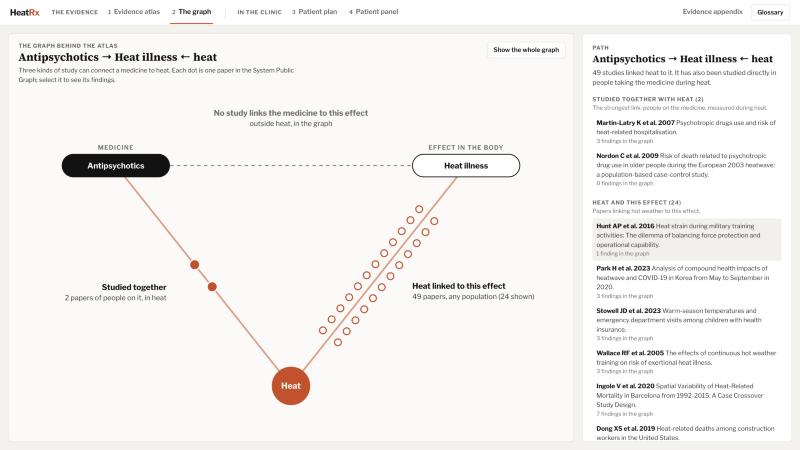 HeatRx THE EVIDENCE 1 Evidence atlas 2 The graph IN THE CLINIC 3 Patient plan 4 Patient panel Evidence appendix Glossary
THE GRAPH BEHIND THE ATLAS
Antipsychotics → Heat illness ← heat
Three kinds of study can connect a medicine to heat. Each dot is one paper in the System Public
Graph; select it to see its findings.
Show the whole graph
No study links the medicine to this effect
outside heat, in the graph
MEDICINE
EFFECT IN THE BODY
Antipsychotics
Heat illness
Studied together
2 papers of people on it, in heat
Heat linked to this effect
49 papers, any population (24 shown)
Heat
PATH
Antipsychotics → Heat illness ← heat
49 studies linked heat to it. It has also been studied directly in
people taking the medicine during heat.
STUDIED TOGETHER WITH HEAT (2)
The strongest link: people on the medicine, measured during heat.
Martin-Latry K et al. 2007 Psychotropic drugs use and risk of
heat-related hospitalisation.
3 findings in the graph
Nordon C et al. 2009 Risk of death related to psychotropic
drug use in older people during the European 2003 heatwave:
a population-based case-control study.
0 findings in the graph
HEAT AND THIS EFFECT (24)
Papers linking hot weather to this effect.
Hunt AP et al. 2016 Heat strain during military training
activities: The dilemma of balancing force protection and
operational capability.
1 finding in the graph
Park H et al. 2023 Analysis of compound health impacts of
heatwave and COVID-19 in Korea from May to September in
2020.
3 findings in the graph
Stowell JD et al. 2023 Warm-season temperatures and
emergency department visits among children with health
insurance.
3 findings in the graph
Wallace RF et al. 2005 The effects of continuous hot weather
training on risk of exertional heat illness.
3 findings in the graph
Ingole V et al. 2020 Spatial Variability of Heat-Related
Mortality in Barcelona from 1992-2015: A Case Crossover
Study Design.
7 findings in the graph
Dong XS et al. 2019 Heat-related deaths among construction
workers in the United States.